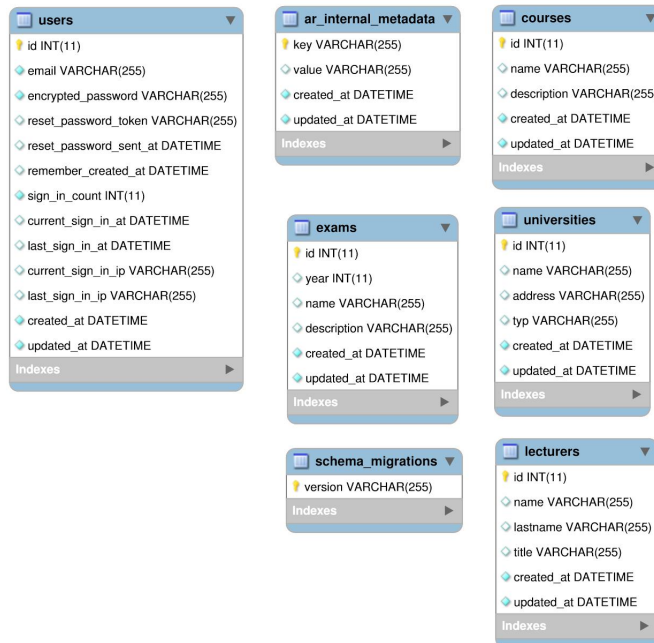 users
id INT(11)
email VARCHAR(255)
encrypted_password VARCHAR(255)
reset_password_token VARCHAR(255)
reset_password_sent_at DATETIME
remember_created_at DATETIME
sign_in_count INT(11)
current_sign_in_at DATETIME
last_sign_in_at DATETIME
current_sign_in_ip VARCHAR(255)
last_sign_in_ip VARCHAR(255)
created_at DATETIME
updated_at DATETIME
Indexes
ar_internal_metadata
key VARCHAR(255)
value VARCHAR(255)
created_at DATETIME
updated_at DATETIME
Indexes
courses
id INT(11)
name VARCHAR(255)
description VARCHAR(255
created_at DATETIME
updated_at DATETIME
Indexes
exams
id INT(11)
year INT(11)
name VARCHAR(255)
description VARCHAR(255)
created_at DATETIME
updated_at DATETIME
Indexes
universities
id INT(11)
name VARCHAR(255)
address VARCHAR(255)
typ VARCHAR(255)
created_at DATETIME
updated_at DATETIME
Indexes
schema_migrations
version VARCHAR(255)
Indexes
lecturers
id INT(11)
name VARCHAR(255)
lastname VARCHAR(255)
title VARCHAR(255)
created_at DATETIME
updated_at DATETIME
Indexes